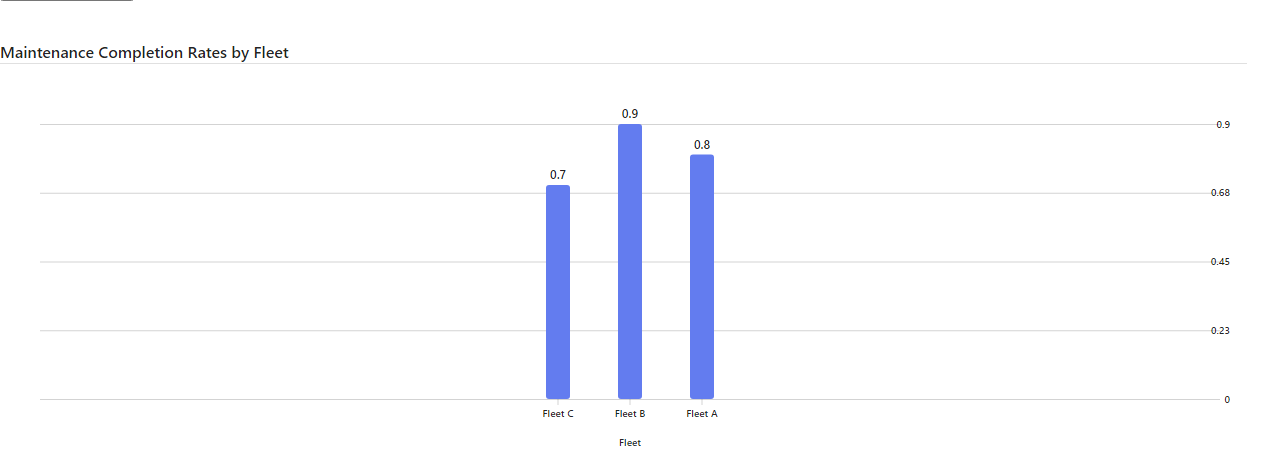 Maintenance Completion Rates by Fleet
0.9
0.8
0.7
0.9
0.68
0.45
0.23
0
Fleet C
Fleet B
Fleet A
Fleet